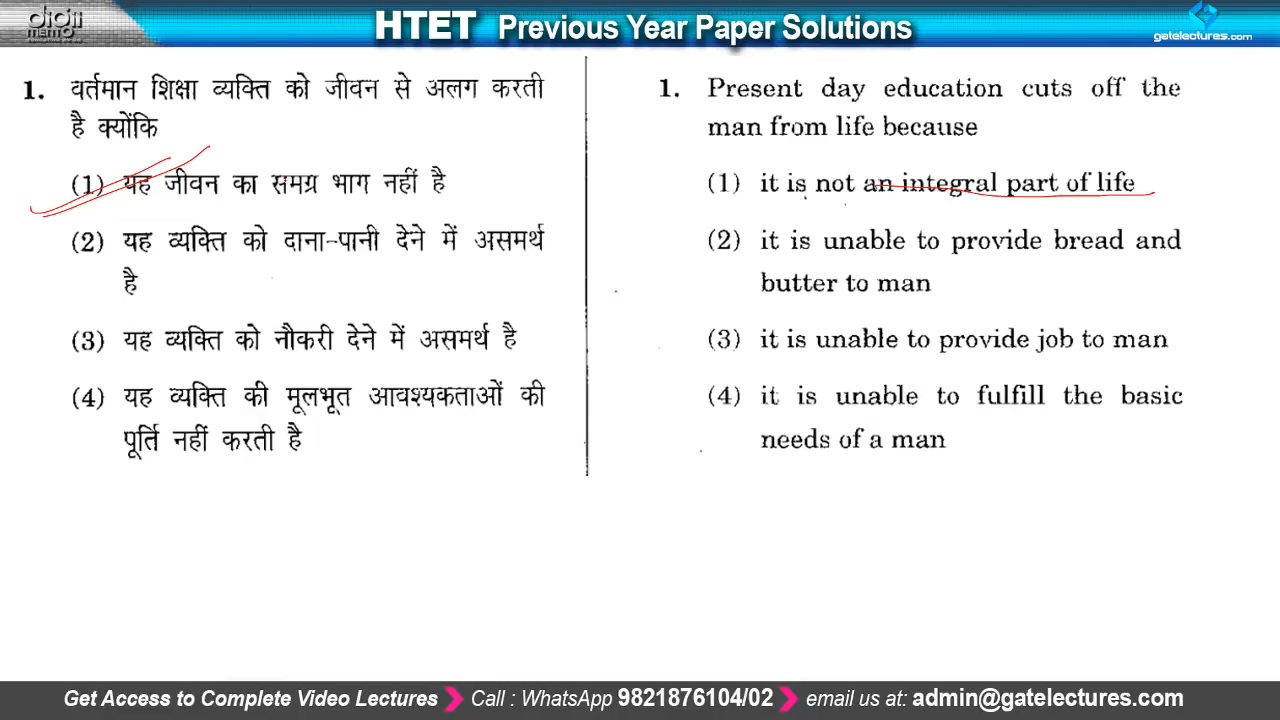 digii
MENTO
HTET Previous Year Paper Solutions
gatelectures.com
1. वर्तमान शिक्षा व्यक्ति को जीवन से अलग करती
है क्योंकि
(1) यह जीवन का समग्र भाग नहीं है
(2) यह व्यक्ति को दाना-पानी देने में असमर्थ
है
(3) यह व्यक्ति को नौकरी देने में असमर्थ है
(4) यह व्यक्ति की मूलभूत आवश्यकताओं की
पूर्ति नहीं करती है
1. Present day education cuts off the
man from life because
(1) it is not an integral part of life
(2) it is unable to provide bread and
butter to man
(3) it is unable to provide job to man
(4) it is unable to fulfill the basic
needs of a man
Get Access to Complete Video Lectures Call : WhatsApp 9821876104/02 email us at: admin@gatelectures.com